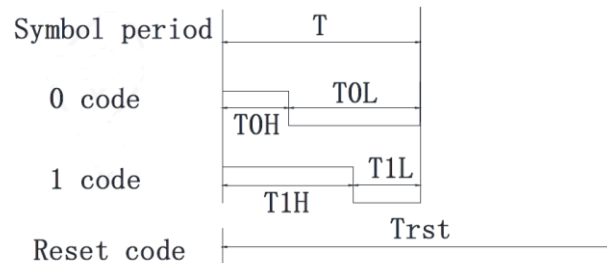 Symbol period T
0 code T0H T0L
1 code T1H T1L
Reset code Trst